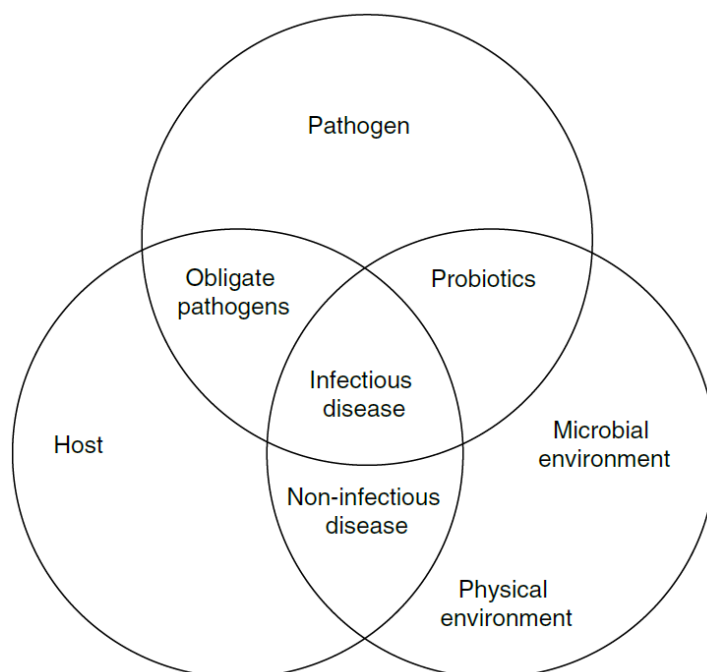 Pathogen
Obligate
pathogens
Probiotics
Infectious
disease
Host
Microbial
environment
Non-infectious
disease
Physical
environment